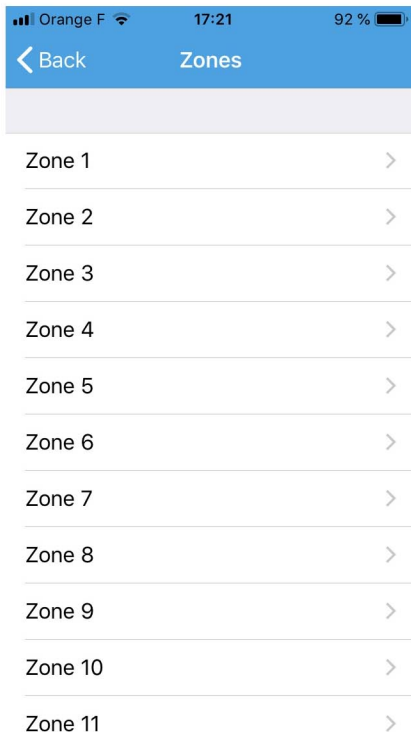 Orange F 17:21 92 %
Back Zones
Zone 1
Zone 2
Zone 3
Zone 4
Zone 5
Zone 6
Zone 7
Zone 8
Zone 9
Zone 10
Zone 11